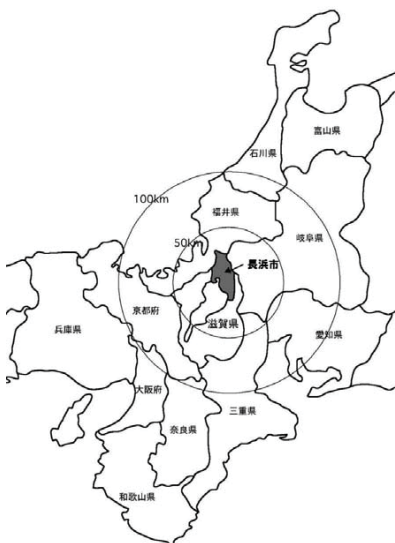 富山県
石川県
100km
福井県
岐阜県
50km
長浜市
京都府
滋賀県
兵庫県
愛知県
大阪府
三重県
奈良県
和歌山県